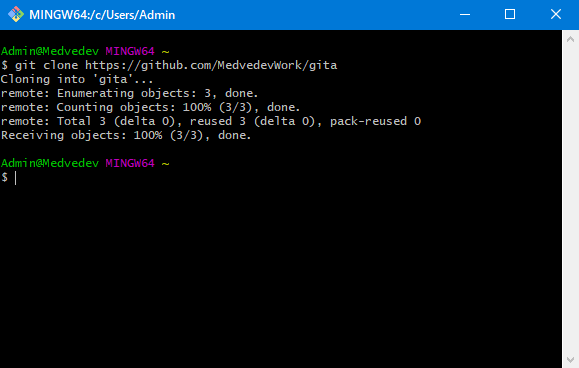 MINGW64:/c/Users/Admin
Admin@Medvedev MINGW64 ~
$ git clone https://github.com/MedvedevWork/gita
Cloning into 'gita'...
remote: Enumerating objects: 3, done.
remote: Counting objects: 100% (3/3), done.
remote: Total 3 (delta 0), reused 3 (delta 0), pack-reused 0
Receiving objects: 100% (3/3), done.
Admin@Medvedev MINGW64 ~
$